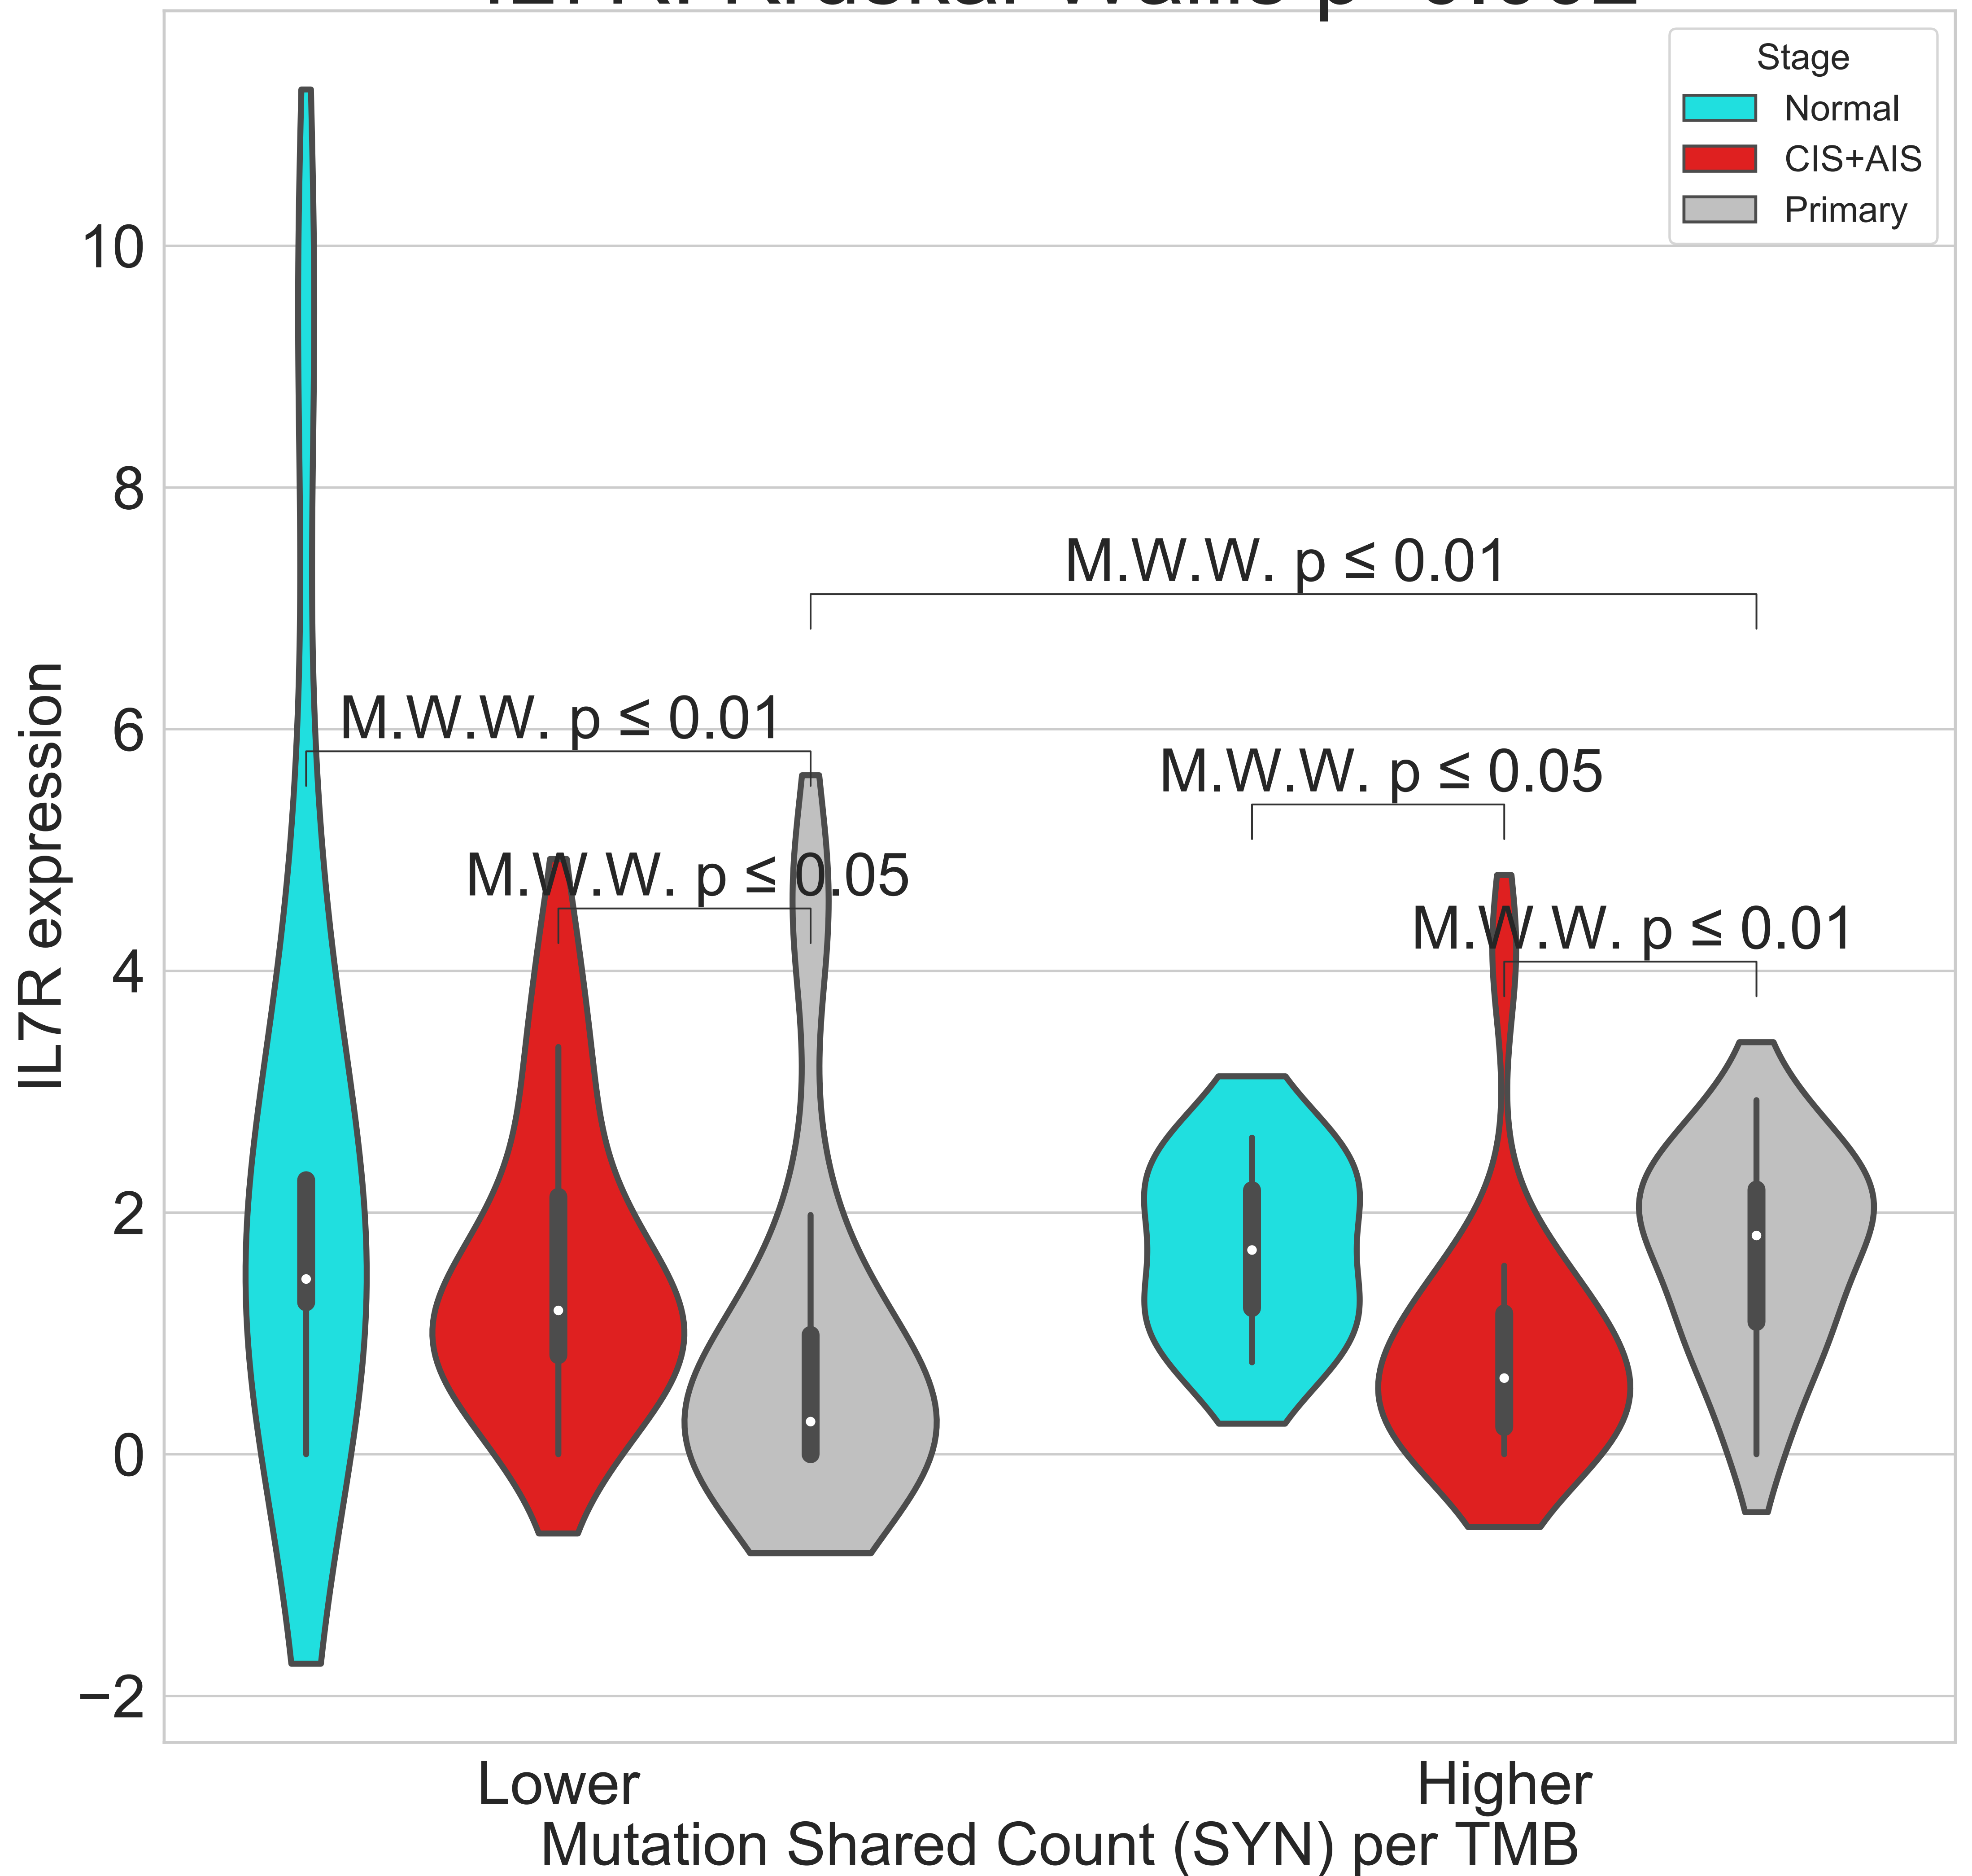 Stage
Normal
CIS+AIS
Primary
10
8
6
4
2
0
−2
IL7R expression
M.W.W. p ≤ 0.01
M.W.W. p ≤ 0.01
M.W.W. p ≤ 0.05
M.W.W. p ≤ 0.05
M.W.W. p ≤ 0.01
Lower
Higher
Mutation Shared Count (SYN) per TMB